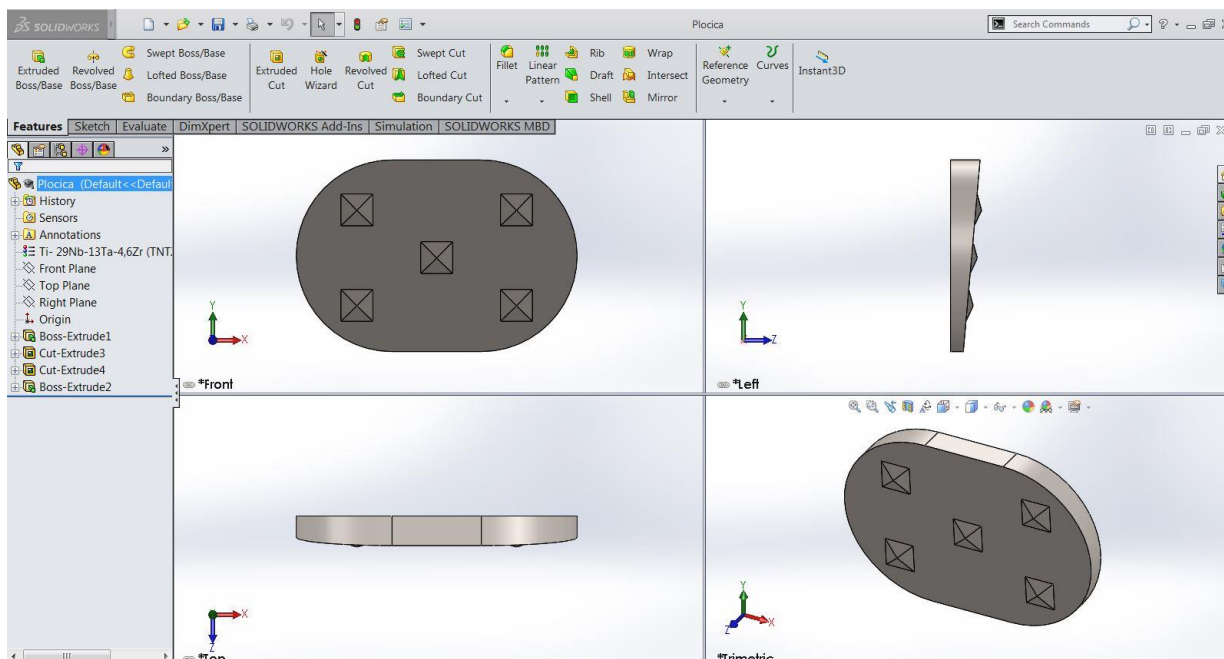 SOLIDWORKS
Plocica
Search Commands
Extruded Boss/Base
Revolved Boss/Base
Swept Boss/Base
Lofted Boss/Base
Boundary Boss/Base
Extruded Cut
Hole Wizard
Revolved Cut
Swept Cut
Lofted Cut
Boundary Cut
Fillet
Linear Pattern
Rib
Draft
Shell
Wrap
Intersect
Mirror
Reference Geometry
Curves
Instant3D
Features Sketch Evaluate DimXpert SOLIDWORKS Add-Ins Simulation SOLIDWORKS MBD
Plocica (Default<<Defaul
History
Sensors
Annotations
Ti- 29Nb-13Ta-4,6Zr (TNT
Front Plane
Top Plane
Right Plane
Origin
Boss-Extrude1
Cut-Extrude3
Cut-Extrude4
Boss-Extrude2
Y
X
*Front
Y
Z
*Left
X
Z
*Top
Y
Z
X
*Trimetric